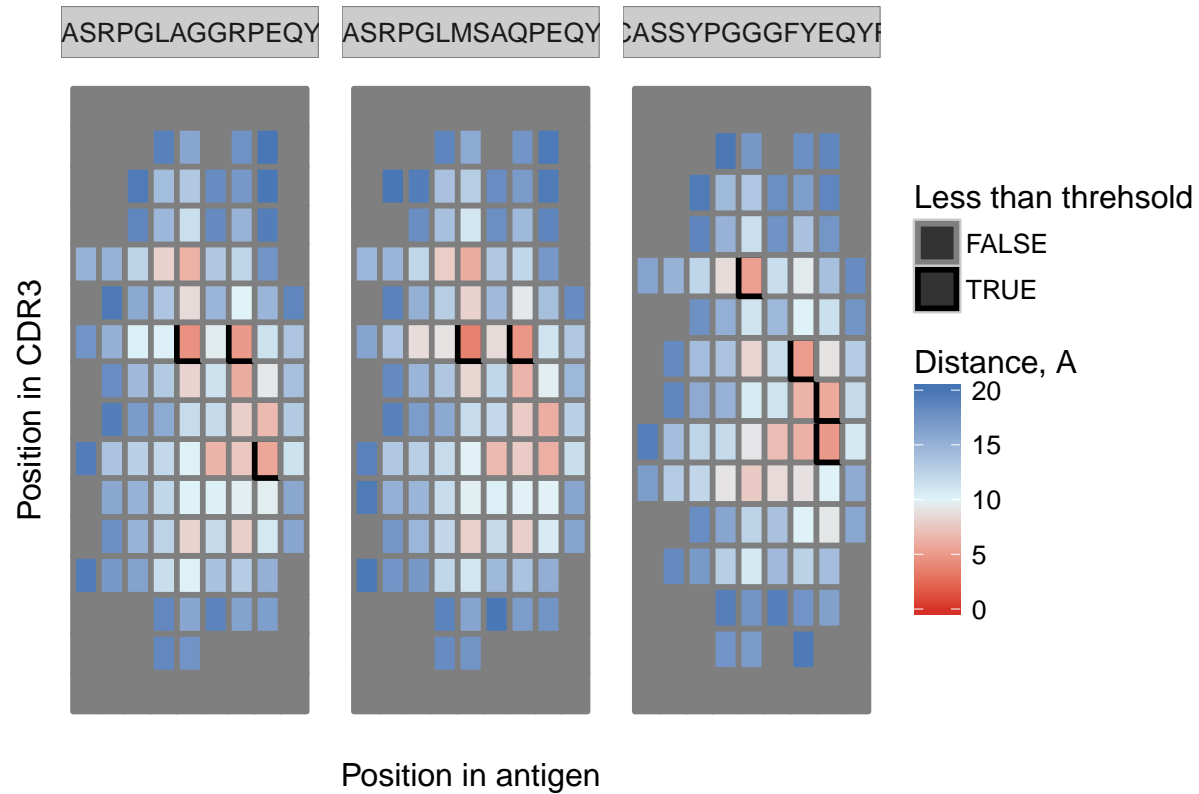 ASRPGLAGGRPEQY
ASRPGLMSAQPEQY
CASSYPGGGFYEQYF
Position in CDR3
Position in antigen
Less than threhsold
FALSE
TRUE
Distance, A
20
15
10
5
0